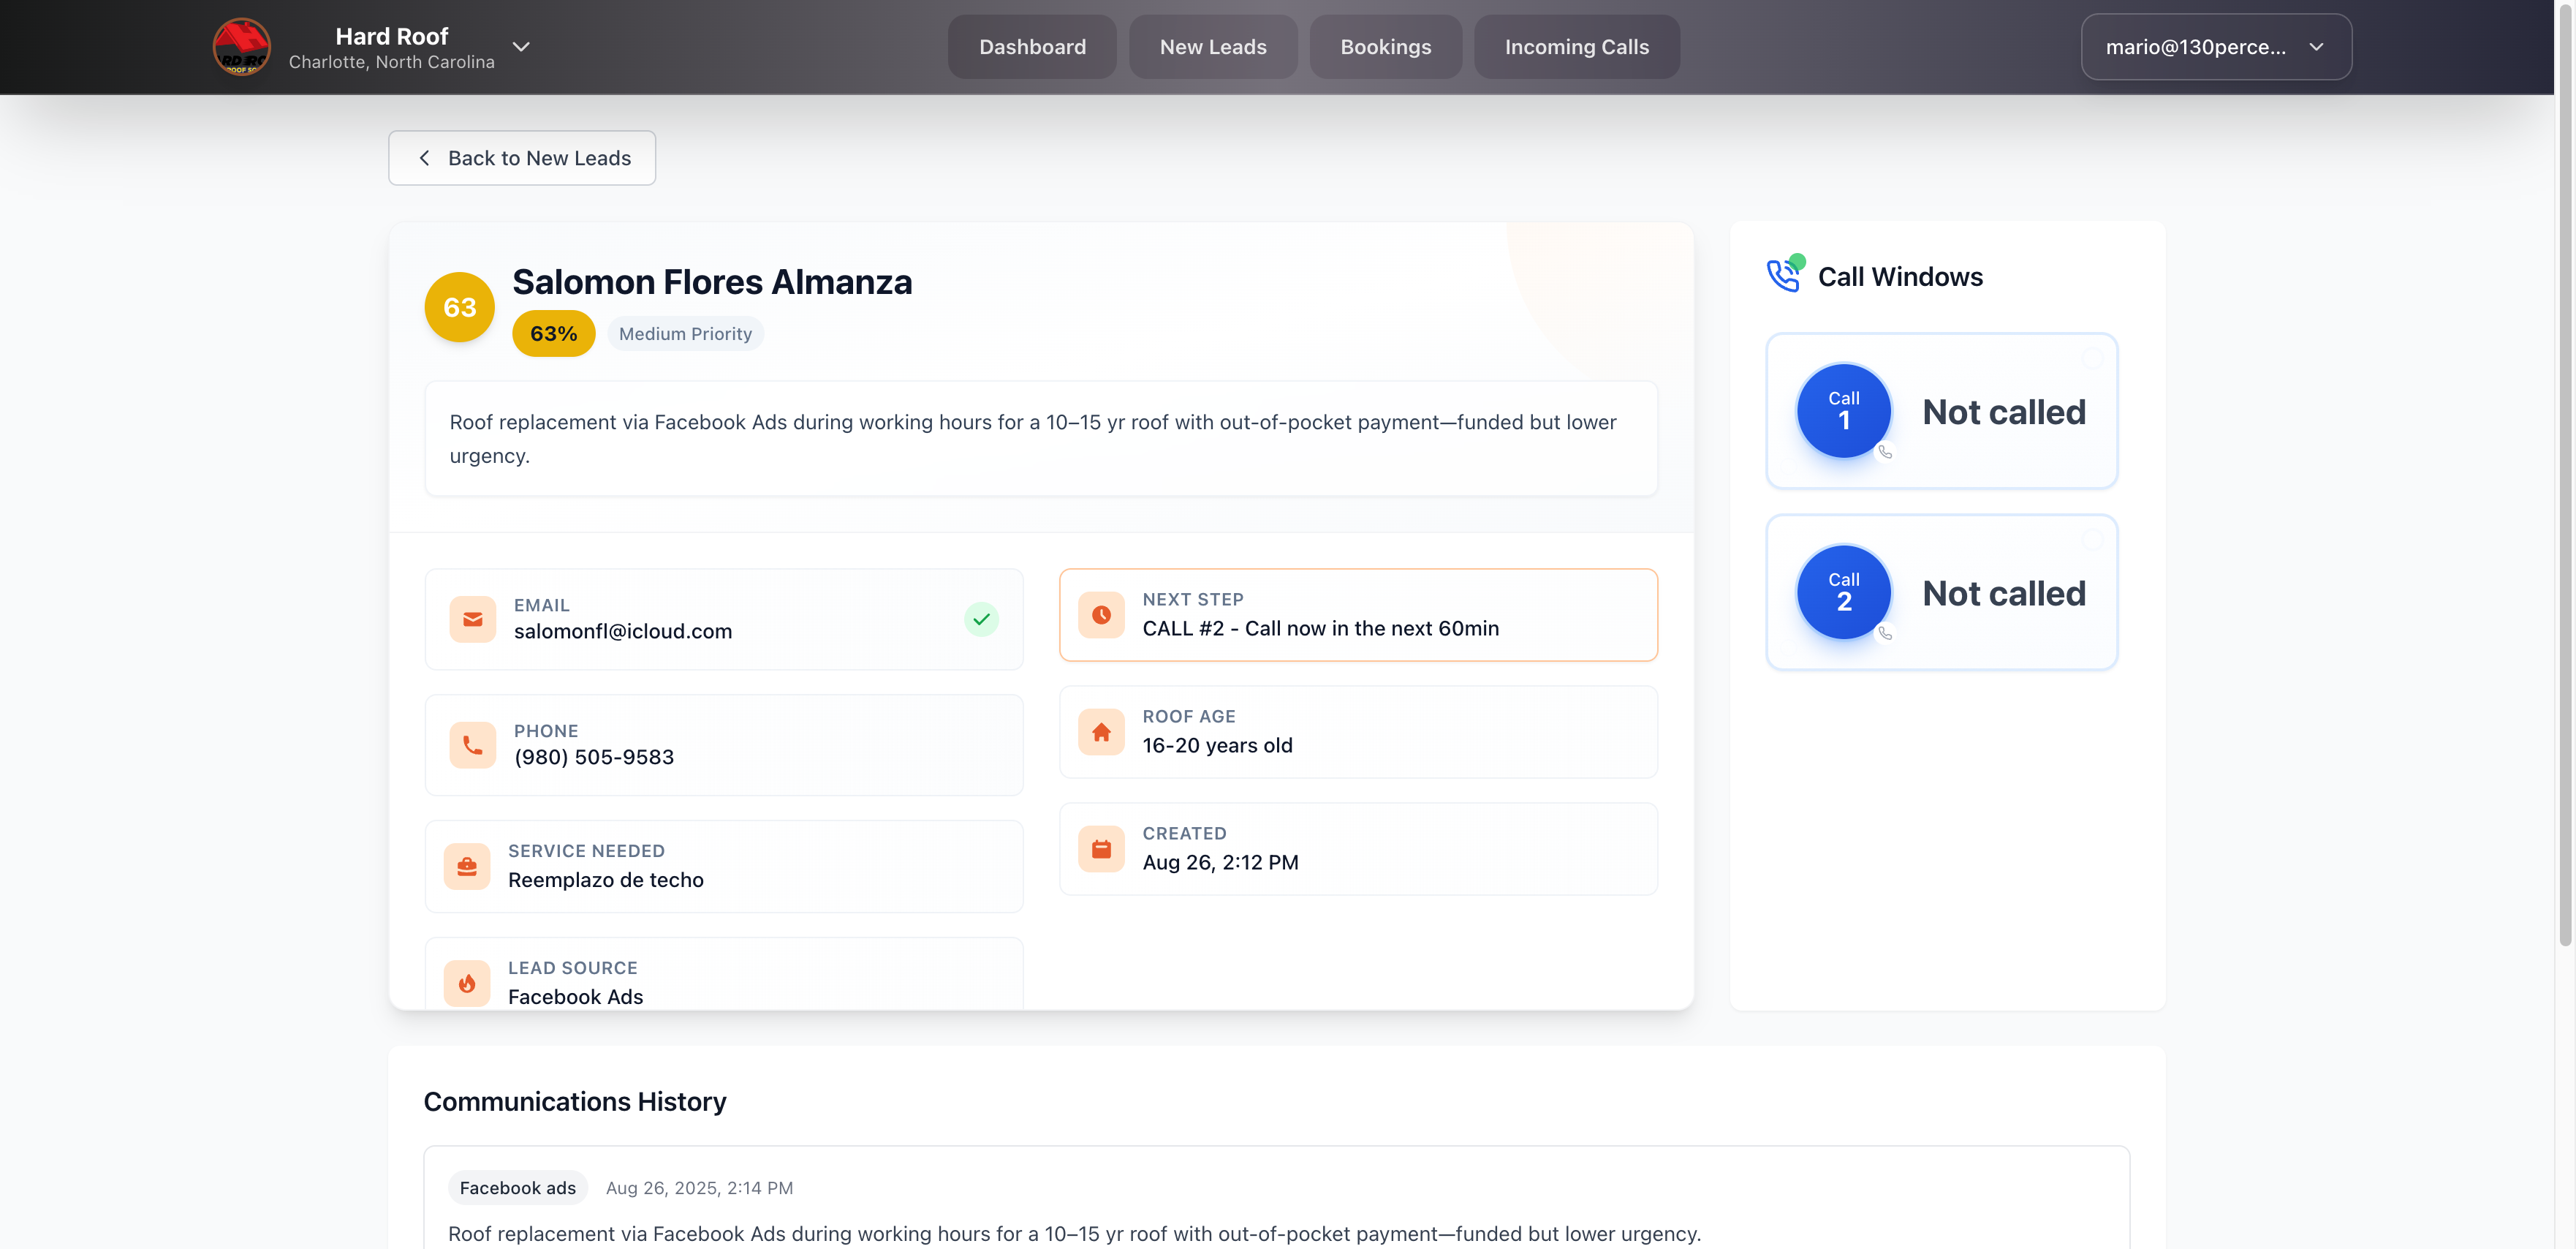 Hard Roof
Charlotte, North Carolina
Dashboard
New Leads
Bookings
Incoming Calls
mario@130perce...
Back to New Leads
63
Salomon Flores Almanza
63%
Medium Priority
Roof replacement via Facebook Ads during working hours for a 10–15 yr roof with out-of-pocket payment—funded but lower
urgency.
EMAIL
salomonfl@icloud.com
PHONE
(980) 505-9583
SERVICE NEEDED
Reemplazo de techo
LEAD SOURCE
Facebook Ads
NEXT STEP
CALL #2 - Call now in the next 60min
ROOF AGE
16-20 years old
CREATED
Aug 26, 2:12 PM
Call Windows
Call
1
Not called
Call
2
Not called
Communications History
Facebook ads
Aug 26, 2025, 2:14 PM
Roof replacement via Facebook Ads during working hours for a 10–15 yr roof with out-of-pocket payment—funded but lower urgency.